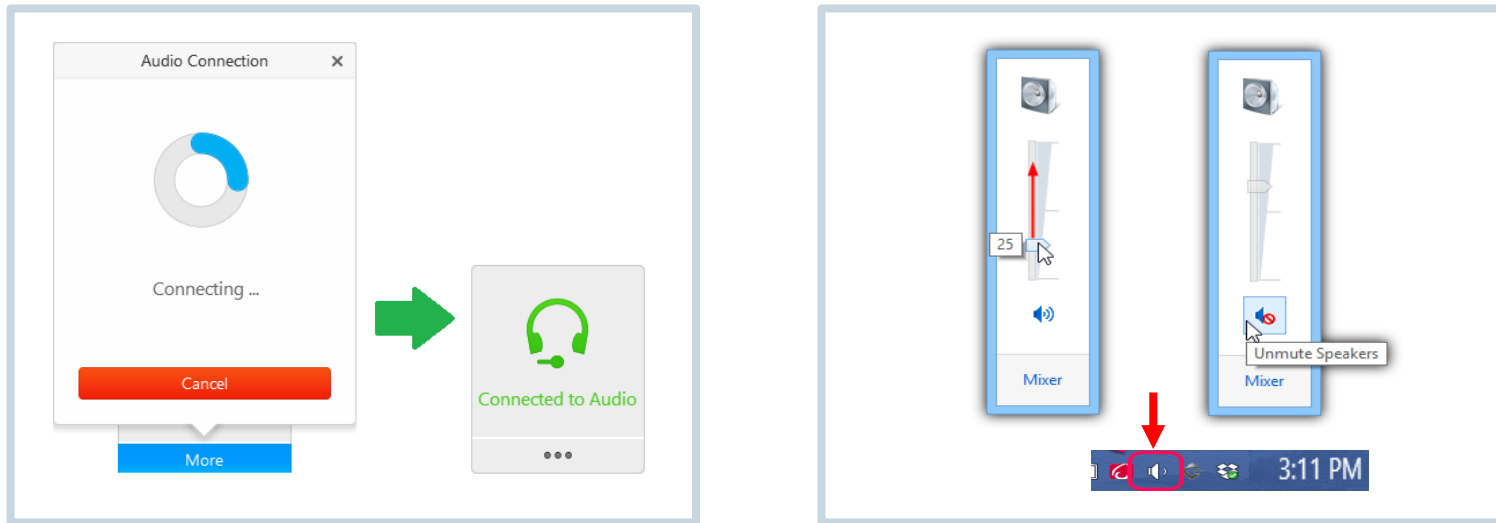 Audio Connection
Connecting ...
Cancel
More
Connected to Audio
25
Mixer
Unmute Speakers
Mixer
3:11 PM